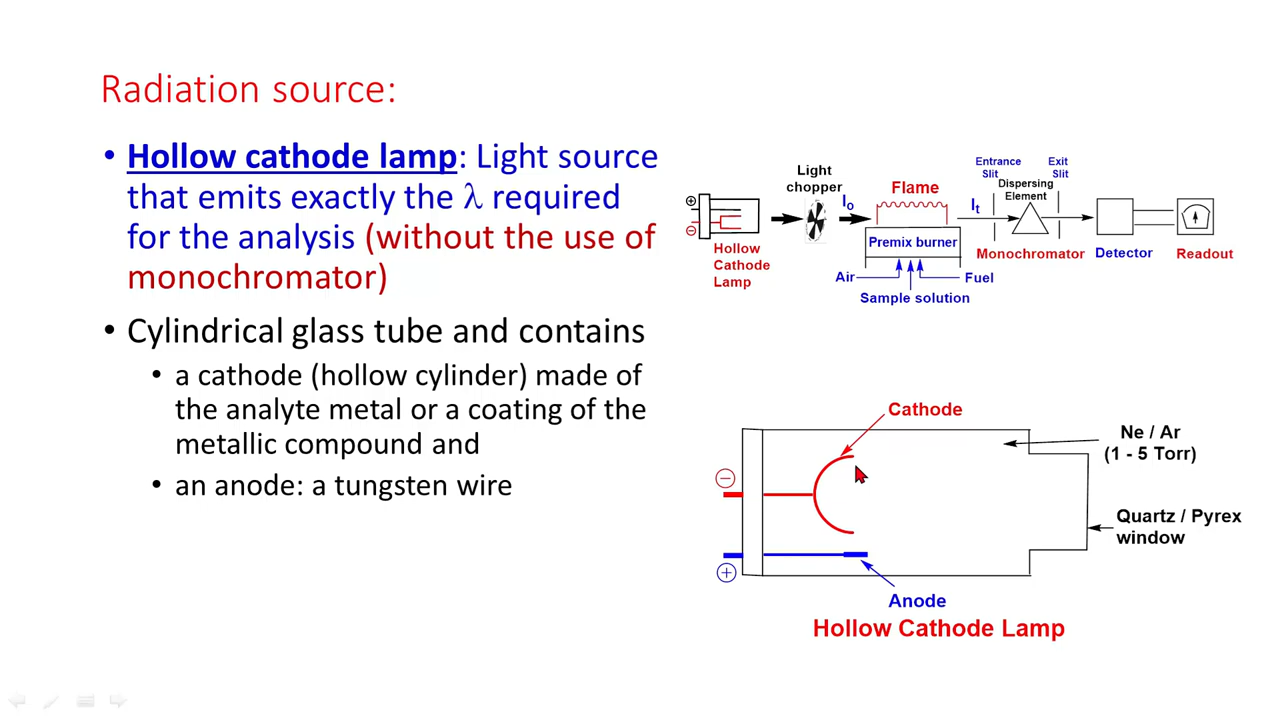 Radiation source:
• Hollow cathode lamp: Light source
that emits exactly the λ required
for the analysis (without the use of
monochromator)
• Cylindrical glass tube and contains
• a cathode (hollow cylinder) made of
the analyte metal or a coating of the
metallic compound and
• an anode: a tungsten wire
+
−
Hollow
Cathode
Lamp
Light
chopper
Io
Flame
Premix burner
Air
Fuel
Sample solution
It
Entrance
Slit
Exit
Slit
Dispersing
Element
Monochromator
Detector
Readout
Cathode
Ne / Ar
(1 - 5 Torr)
−
Quartz / Pyrex
window
+
Anode
Hollow Cathode Lamp